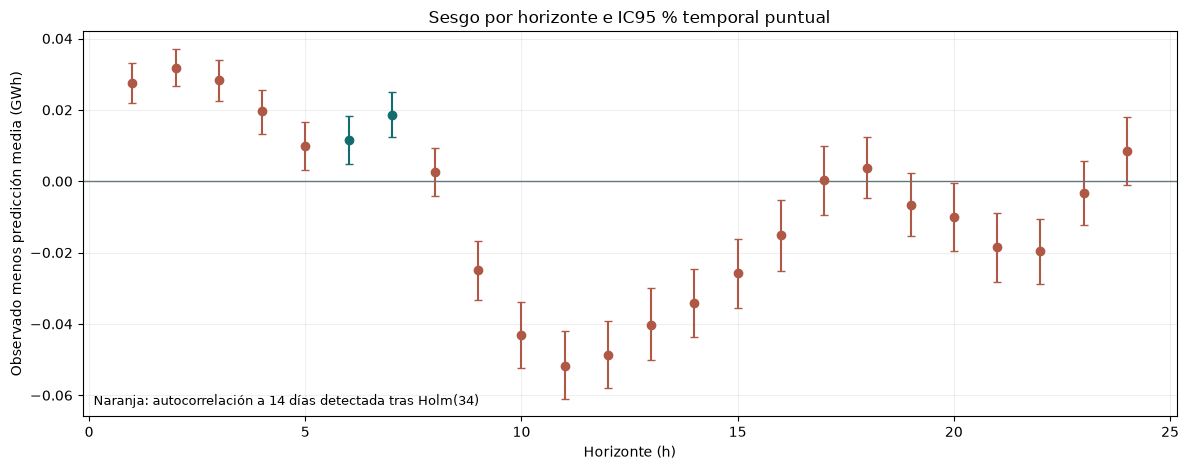 Sesgo por horizonte e IC95 % temporal puntual
Observado menos predicción media (GWh)
0.04
0.02
0.00
−0.02
−0.04
−0.06
Naranja: autocorrelación a 14 días detectada tras Holm(34)
0 5 10 15 20 25
Horizonte (h)